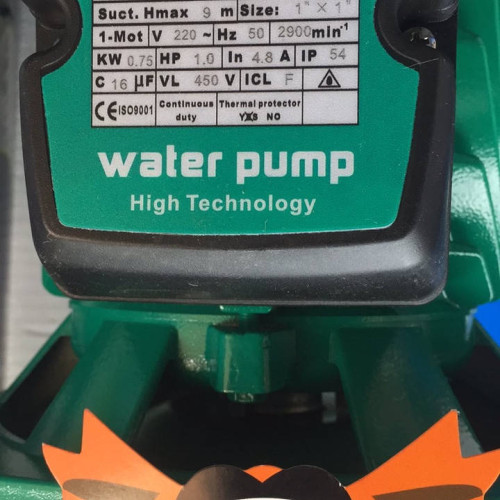 Suct. Hmax 9 m Size: 1" × 1"
1-Mot V 220 ~ Hz 50 2900min⁻¹
KW 0.75 HP 1.0 In 4.8 A IP 54
C 16 µF VL 450 V ICL F
CE ISO9001 Continuous duty Thermal protector YES NO
water pump
High Technology